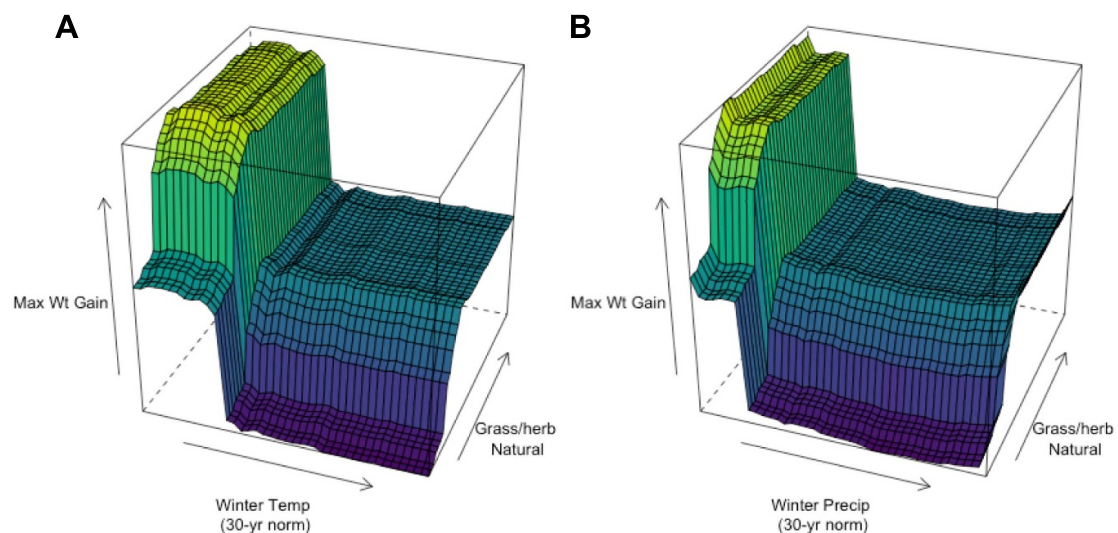 A
B
Max Wt Gain
Grass/herb
Natural
Winter Temp
(30-yr norm)
Max Wt Gain
Grass/herb
Natural
Winter Precip
(30-yr norm)